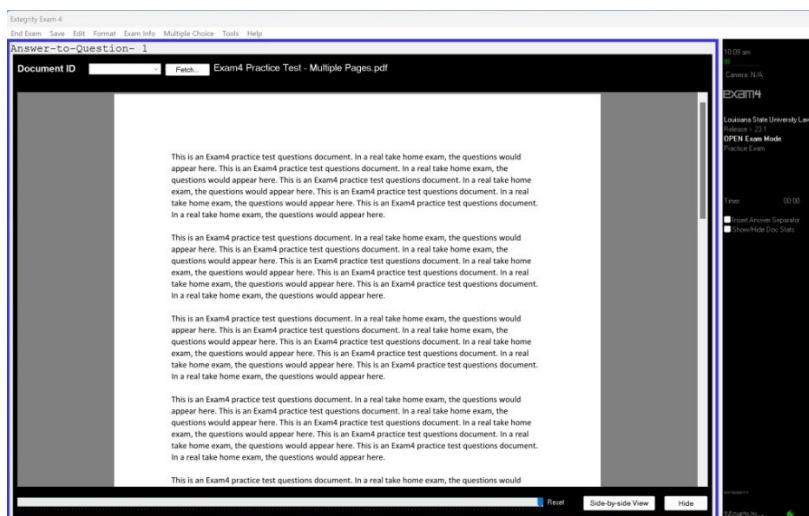 Extegrity Exam 4
End Exam Save Edit Format Exam Info Multiple Choice Tools Help
Answer-to-Question- 1
Document ID
Fetch...
Exam4 Practice Test - Multiple Pages.pdf
This is an Exam4 practice test questions document. In a real take home exam, the questions would
appear here. This is an Exam4 practice test questions document. In a real take home exam, the
questions would appear here. This is an Exam4 practice test questions document. In a real take home
exam, the questions would appear here. This is an Exam4 practice test questions document. In a real
take home exam, the questions would appear here. This is an Exam4 practice test questions document.
In a real take home exam, the questions would appear here.
This is an Exam4 practice test questions document. In a real take home exam, the questions would
appear here. This is an Exam4 practice test questions document. In a real take home exam, the
questions would appear here. This is an Exam4 practice test questions document. In a real take home
exam, the questions would appear here. This is an Exam4 practice test questions document. In a real
take home exam, the questions would appear here. This is an Exam4 practice test questions document.
In a real take home exam, the questions would appear here.
This is an Exam4 practice test questions document. In a real take home exam, the questions would
appear here. This is an Exam4 practice test questions document. In a real take home exam, the
questions would appear here. This is an Exam4 practice test questions document. In a real take home
exam, the questions would appear here. This is an Exam4 practice test questions document. In a real
take home exam, the questions would appear here. This is an Exam4 practice test questions document.
In a real take home exam, the questions would appear here.
This is an Exam4 practice test questions document. In a real take home exam, the questions would
appear here. This is an Exam4 practice test questions document. In a real take home exam, the
questions would appear here. This is an Exam4 practice test questions document. In a real take home
exam, the questions would appear here. This is an Exam4 practice test questions document. In a real
take home exam, the questions would appear here. This is an Exam4 practice test questions document.
In a real take home exam, the questions would appear here.
This is an Exam4 practice test questions document. In a real take home exam, the questions would
Reset
Side-by-side View
Hide
10:09 am
Camera: N/A
exam4
Louisiana State University Law
Release > 23.1
OPEN Exam Mode
Practice Exam
Timer 00:00
Insert Answer Separator
Show/Hide Doc Stats